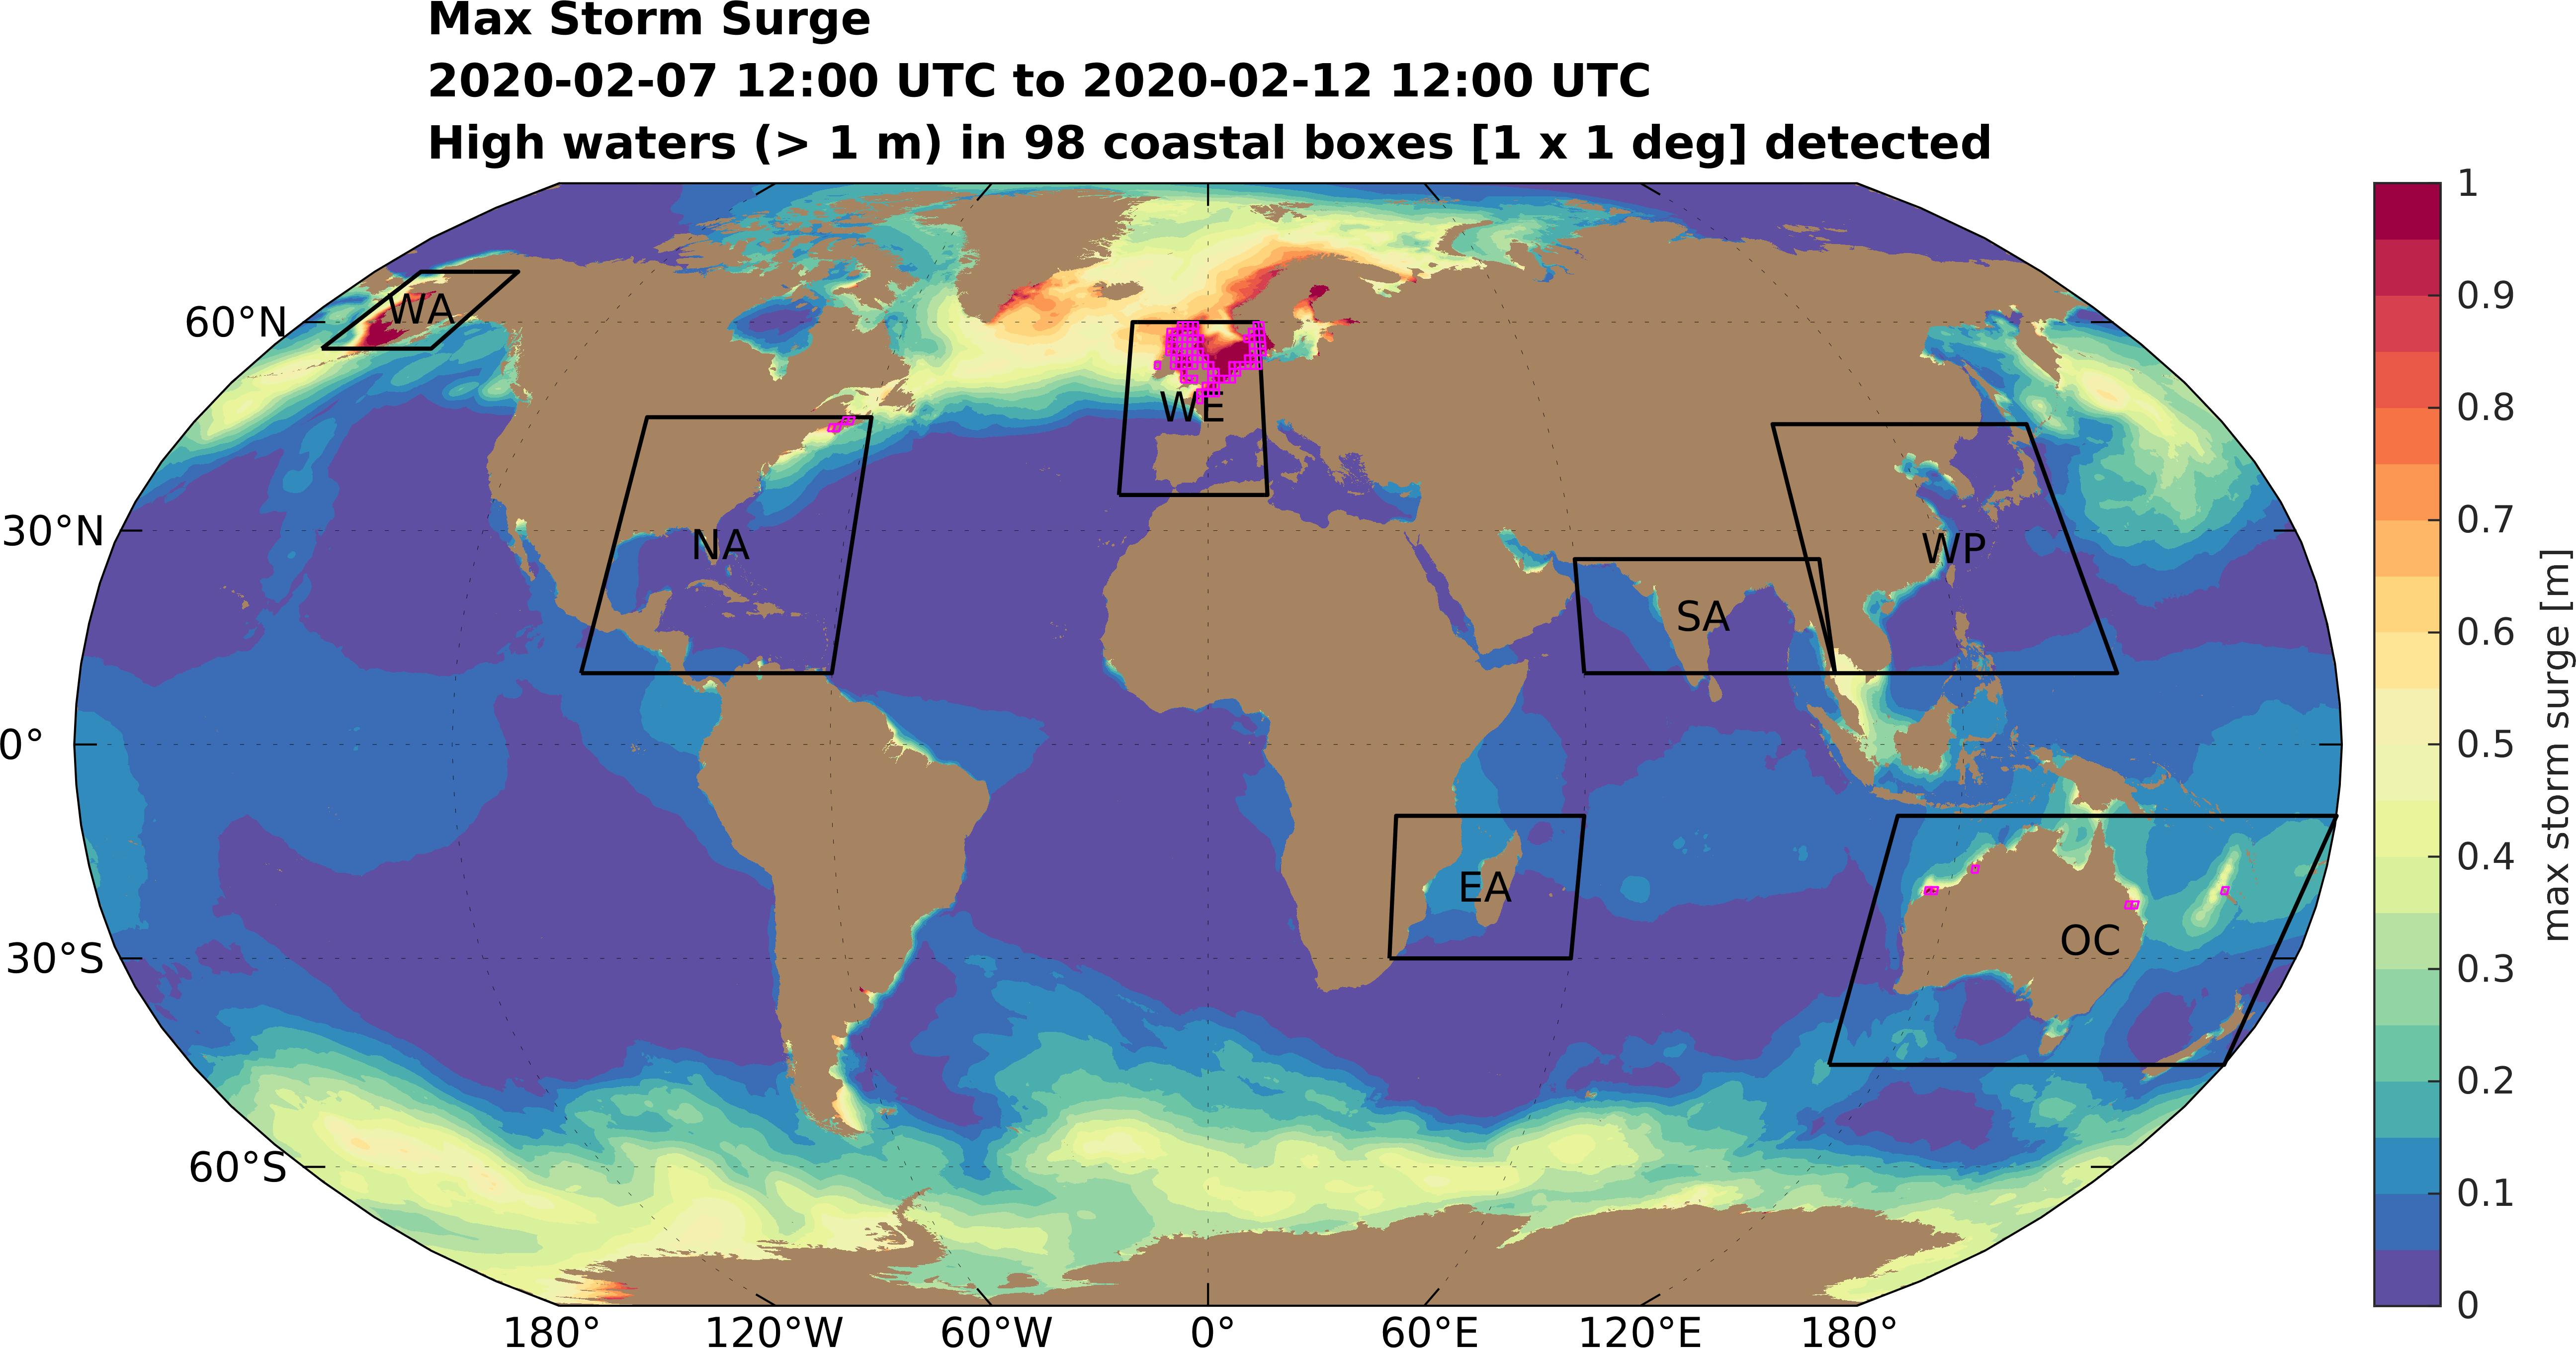 Max Storm Surge
2020-02-07 12:00 UTC to 2020-02-12 12:00 UTC
High waters (> 1 m) in 98 coastal boxes [1 x 1 deg] detected
WA
60°N
WE
NA
30°N
WP
SA
0°
EA
OC
30°S
60°S
180°
120°W
60°W
0°
60°E
120°E
180°
1
0.9
0.8
0.7
0.6
0.5
0.4
0.3
0.2
0.1
0
max storm surge [m]